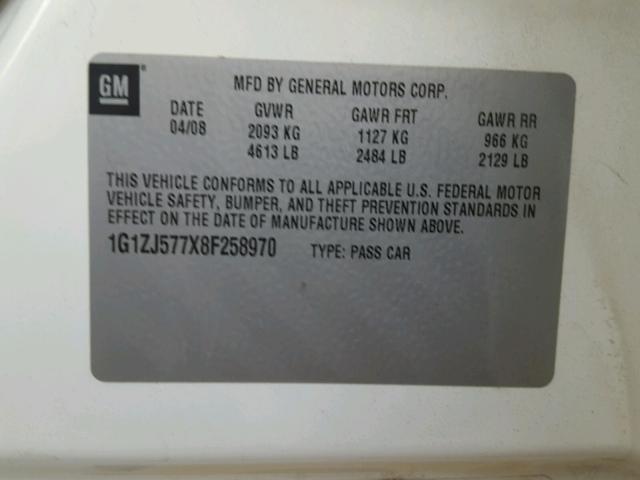 GM®
MFD BY GENERAL MOTORS CORP.
DATE GVWR GAWR FRT GAWR RR
04/08 2093 KG 1127 KG 966 KG
4613 LB 2484 LB 2129 LB
THIS VEHICLE CONFORMS TO ALL APPLICABLE U.S. FEDERAL MOTOR
VEHICLE SAFETY, BUMPER, AND THEFT PREVENTION STANDARDS IN
EFFECT ON THE DATE OF MANUFACTURE SHOWN ABOVE.
1G1ZJ577X8F258970 TYPE: PASS CAR